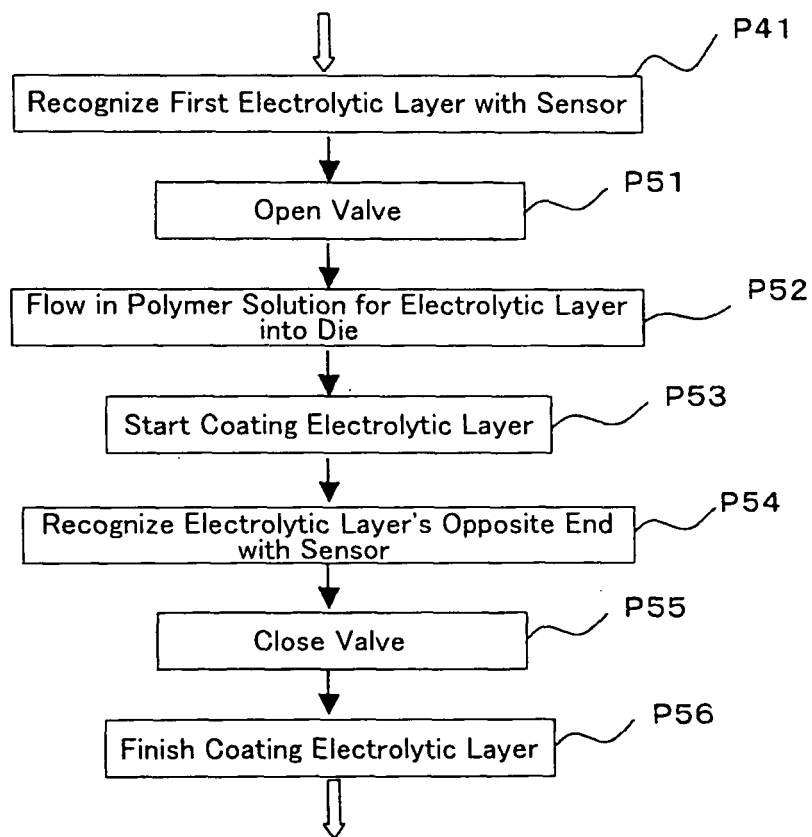 P41
Recognize First Electrolytic Layer with Sensor
P51
Open Valve
P52
Flow in Polymer Solution for Electrolytic Layer
into Die
P53
Start Coating Electrolytic Layer
P54
Recognize Electrolytic Layer's Opposite End
with Sensor
P55
Close Valve
P56
Finish Coating Electrolytic Layer